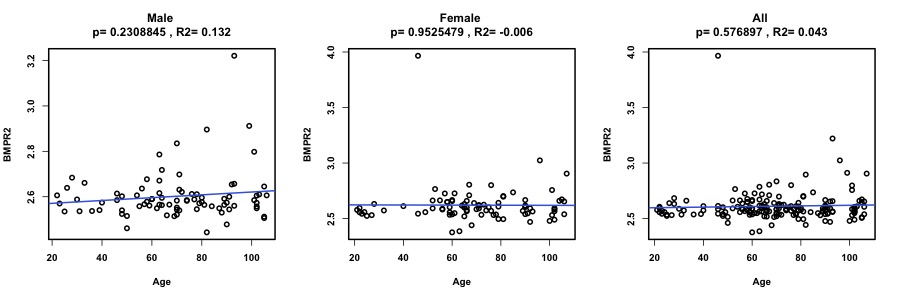 Male
p= 0.2308845 , R2= 0.132
BMPR2
3.2
3.0
2.8
2.6
20 40 60 80 100
Age
Female
p= 0.9525479 , R2= -0.006
BMPR2
4.0
3.5
3.0
2.5
20 40 60 80 100
Age
All
p= 0.576897 , R2= 0.043
BMPR2
4.0
3.5
3.0
2.5
20 40 60 80 100
Age